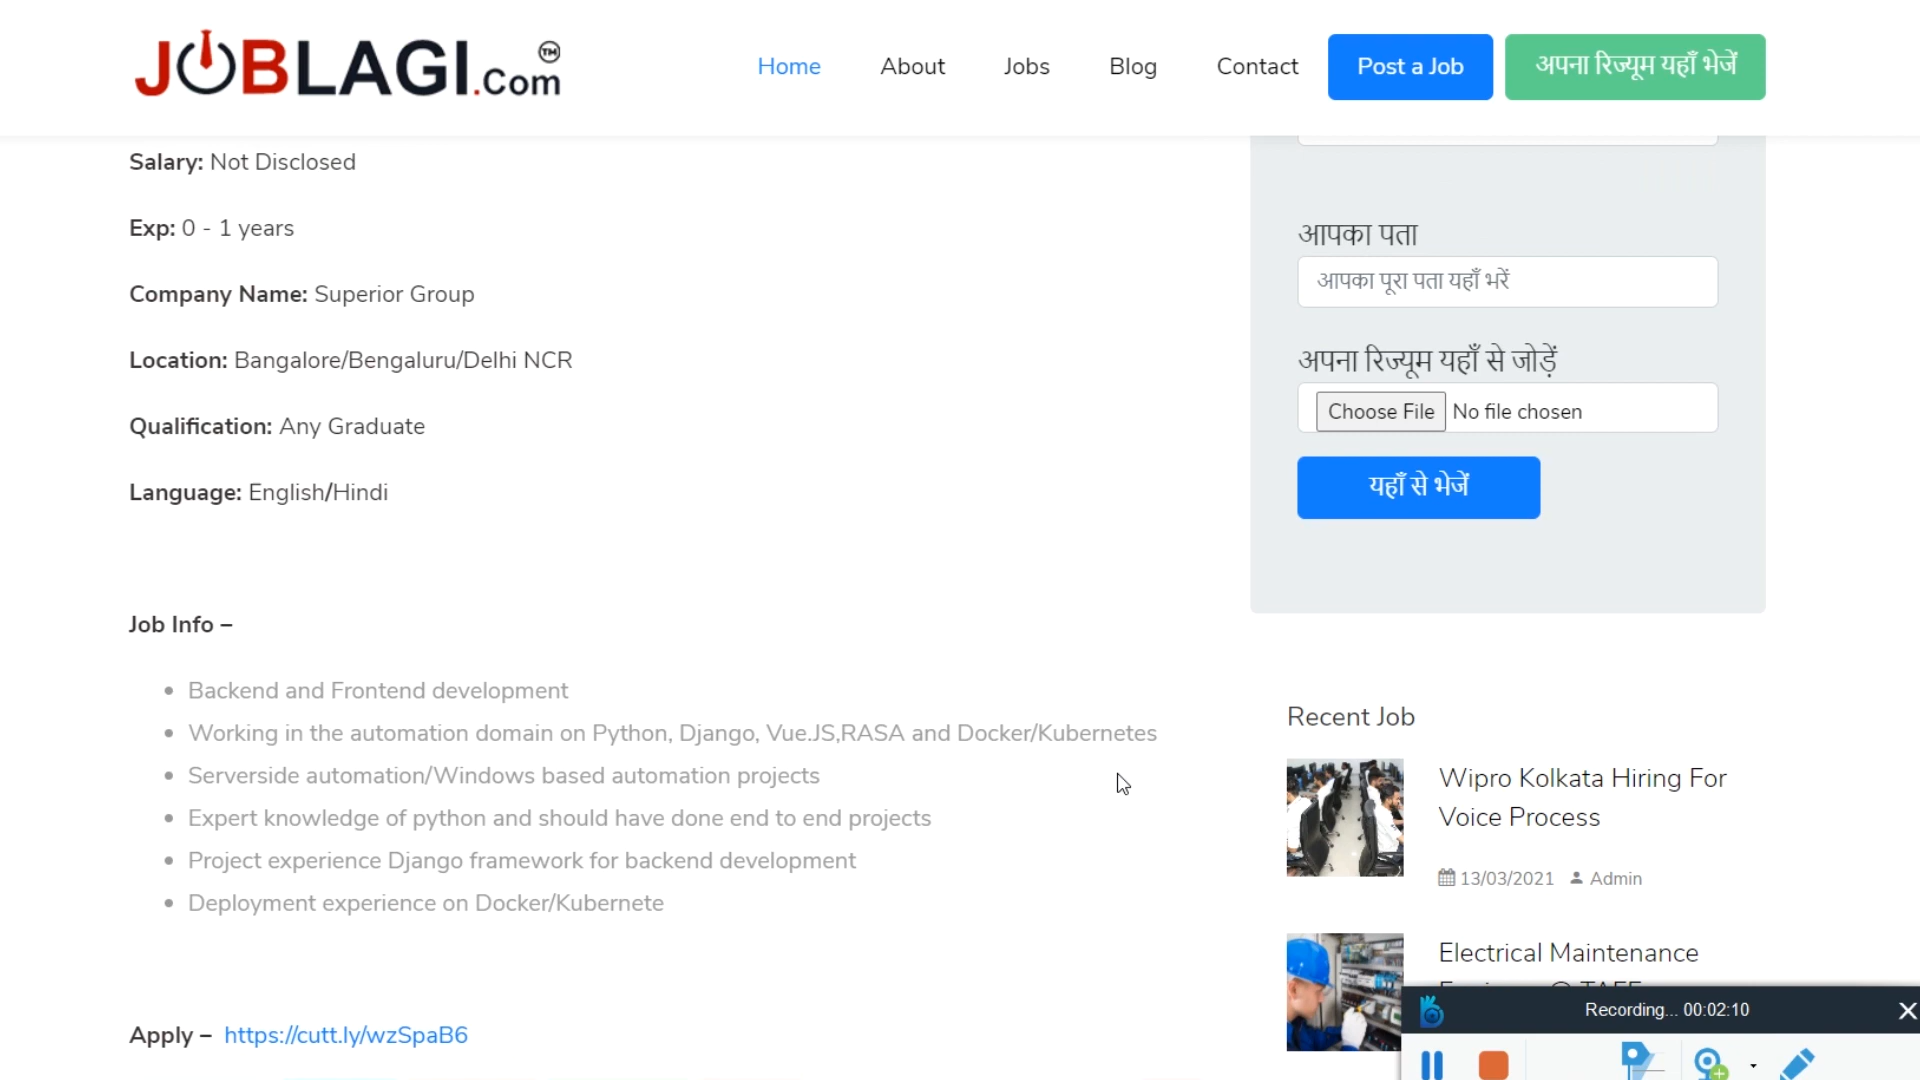 JOBLAGI.Com TM
Home About Jobs Blog Contact Post a Job अपना रिज्यूम यहाँ भेजें
Salary: Not Disclosed
Exp: 0 - 1 years
Company Name: Superior Group
Location: Bangalore/Bengaluru/Delhi NCR
Qualification: Any Graduate
Language: English/Hindi
Job Info –
Backend and Frontend development
Working in the automation domain on Python, Django, Vue.JS,RASA and Docker/Kubernetes
Serverside automation/Windows based automation projects
Expert knowledge of python and should have done end to end projects
Project experience Django framework for backend development
Deployment experience on Docker/Kubernete
Apply – https://cutt.ly/wzSpaB6
आपका पता
आपका पूरा पता यहाँ भरें
अपना रिज्यूम यहाँ से जोड़ें
Choose File No file chosen
यहाँ से भेजें
Recent Job
Wipro Kolkata Hiring For
Voice Process
13/03/2021 Admin
Electrical Maintenance
Recording... 00:02:10